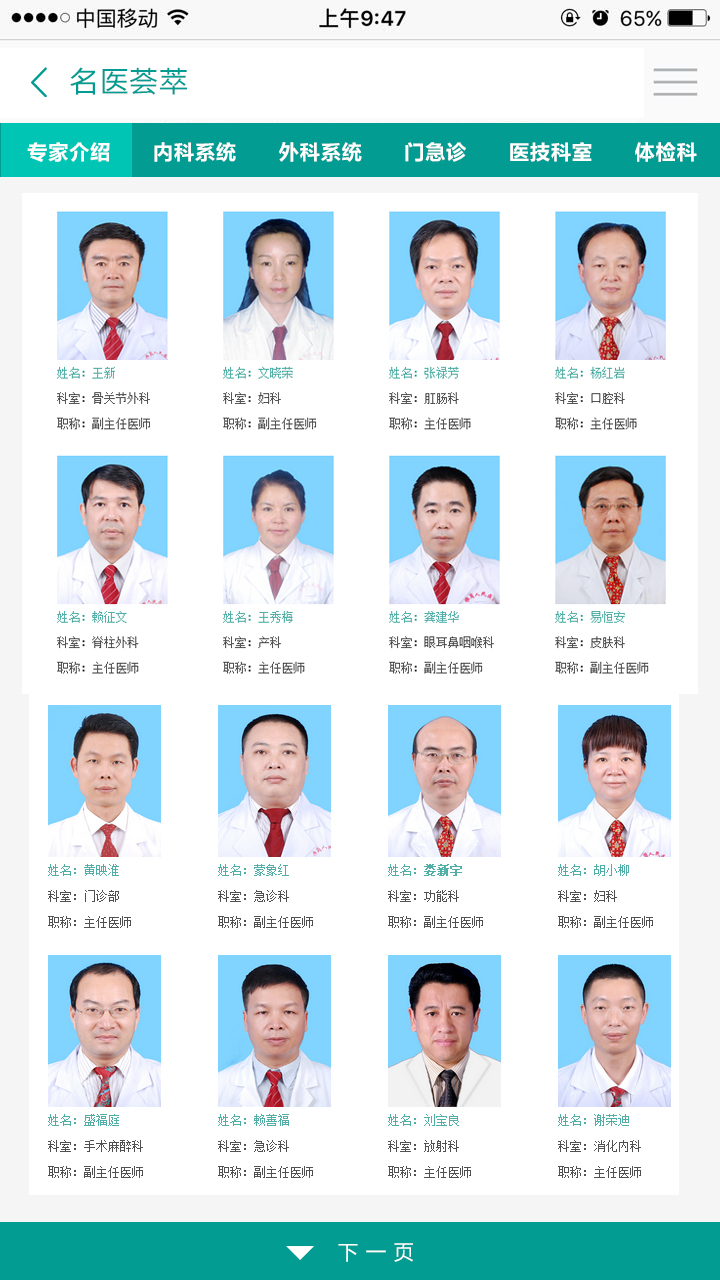 中国移动 上午9:47 65%
名医荟萃
专家介绍 内科系统 外科系统 门急诊 医技科室 体检科
姓名：王新 姓名：文晓荣 姓名：张禄芳 姓名：杨红岩
科室：骨关节外科 科室：妇科 科室：肛肠科 科室：口腔科
职称：副主任医师 职称：副主任医师 职称：主任医师 职称：主任医师
姓名：赖征文 姓名：王秀梅 姓名：龚建华 姓名：易恒安
科室：脊柱外科 科室：产科 科室：眼耳鼻咽喉科 科室：皮肤科
职称：主任医师 职称：主任医师 职称：副主任医师 职称：副主任医师
姓名：黄映淮 姓名：蒙象红 姓名：娄新宇 姓名：胡小柳
科室：门诊部 科室：急诊科 科室：功能科 科室：妇科
职称：主任医师 职称：副主任医师 职称：副主任医师 职称：副主任医师
姓名：盛福庭 姓名：赖善福 姓名：刘宝良 姓名：谢荣迪
科室：手术麻醉科 科室：急诊科 科室：放射科 科室：消化内科
职称：副主任医师 职称：副主任医师 职称：主任医师 职称：主任医师
下一页